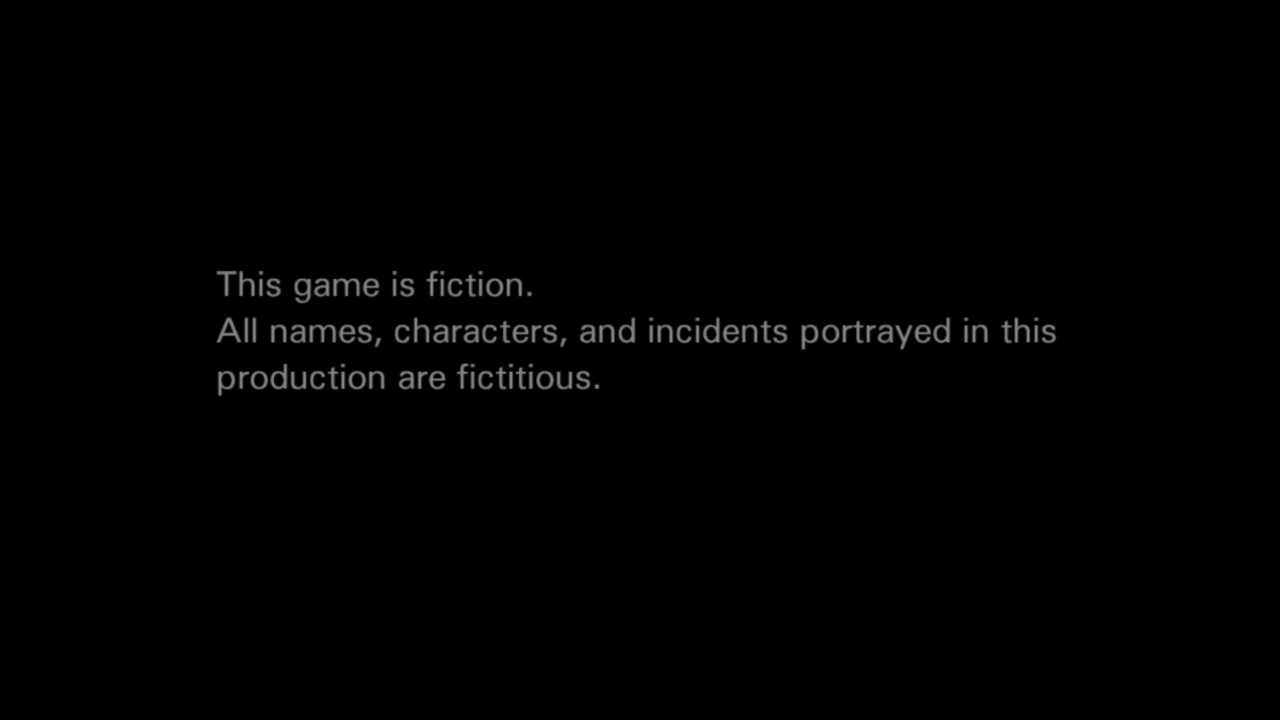 This game is fiction.
All names, characters, and incidents portrayed in this
production are fictitious.